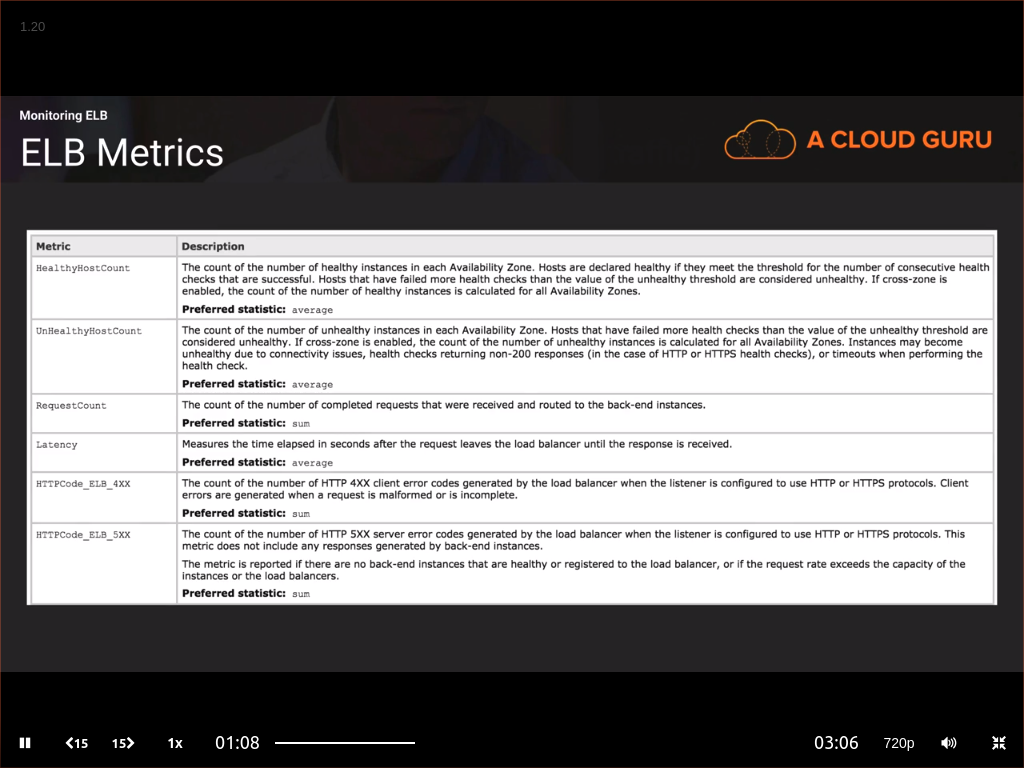 1.20
Monitoring ELB
ELB Metrics
A CLOUD GURU
Metric Description
HealthyHostCount The count of the number of healthy instances in each Availability Zone. Hosts are declared healthy if they meet the threshold for the number of consecutive health
checks that are successful. Hosts that have failed more health checks than the value of the unhealthy threshold are considered unhealthy. If cross-zone is
enabled, the count of the number of healthy instances is calculated for all Availability Zones.
Preferred statistic: average
UnHealthyHostCount The count of the number of unhealthy instances in each Availability Zone. Hosts that have failed more health checks than the value of the unhealthy threshold are
considered unhealthy. If cross-zone is enabled, the count of the number of unhealthy instances is calculated for all Availability Zones. Instances may become
unhealthy due to connectivity issues, health checks returning non-200 responses (in the case of HTTP or HTTPS health checks), or timeouts when performing the
health check.
Preferred statistic: average
RequestCount The count of the number of completed requests that were received and routed to the back-end instances.
Preferred statistic: sum
Latency Measures the time elapsed in seconds after the request leaves the load balancer until the response is received.
Preferred statistic: average
HTTPCode_ELB_4XX The count of the number of HTTP 4XX client error codes generated by the load balancer when the listener is configured to use HTTP or HTTPS protocols. Client
errors are generated when a request is malformed or is incomplete.
Preferred statistic: sum
HTTPCode_ELB_5XX The count of the number of HTTP 5XX server error codes generated by the load balancer when the listener is configured to use HTTP or HTTPS protocols. This
metric does not include any responses generated by back-end instances.
The metric is reported if there are no back-end instances that are healthy or registered to the load balancer, or if the request rate exceeds the capacity of the
instances or the load balancers.
Preferred statistic: sum
15 15 1x 01:08 03:06 720p